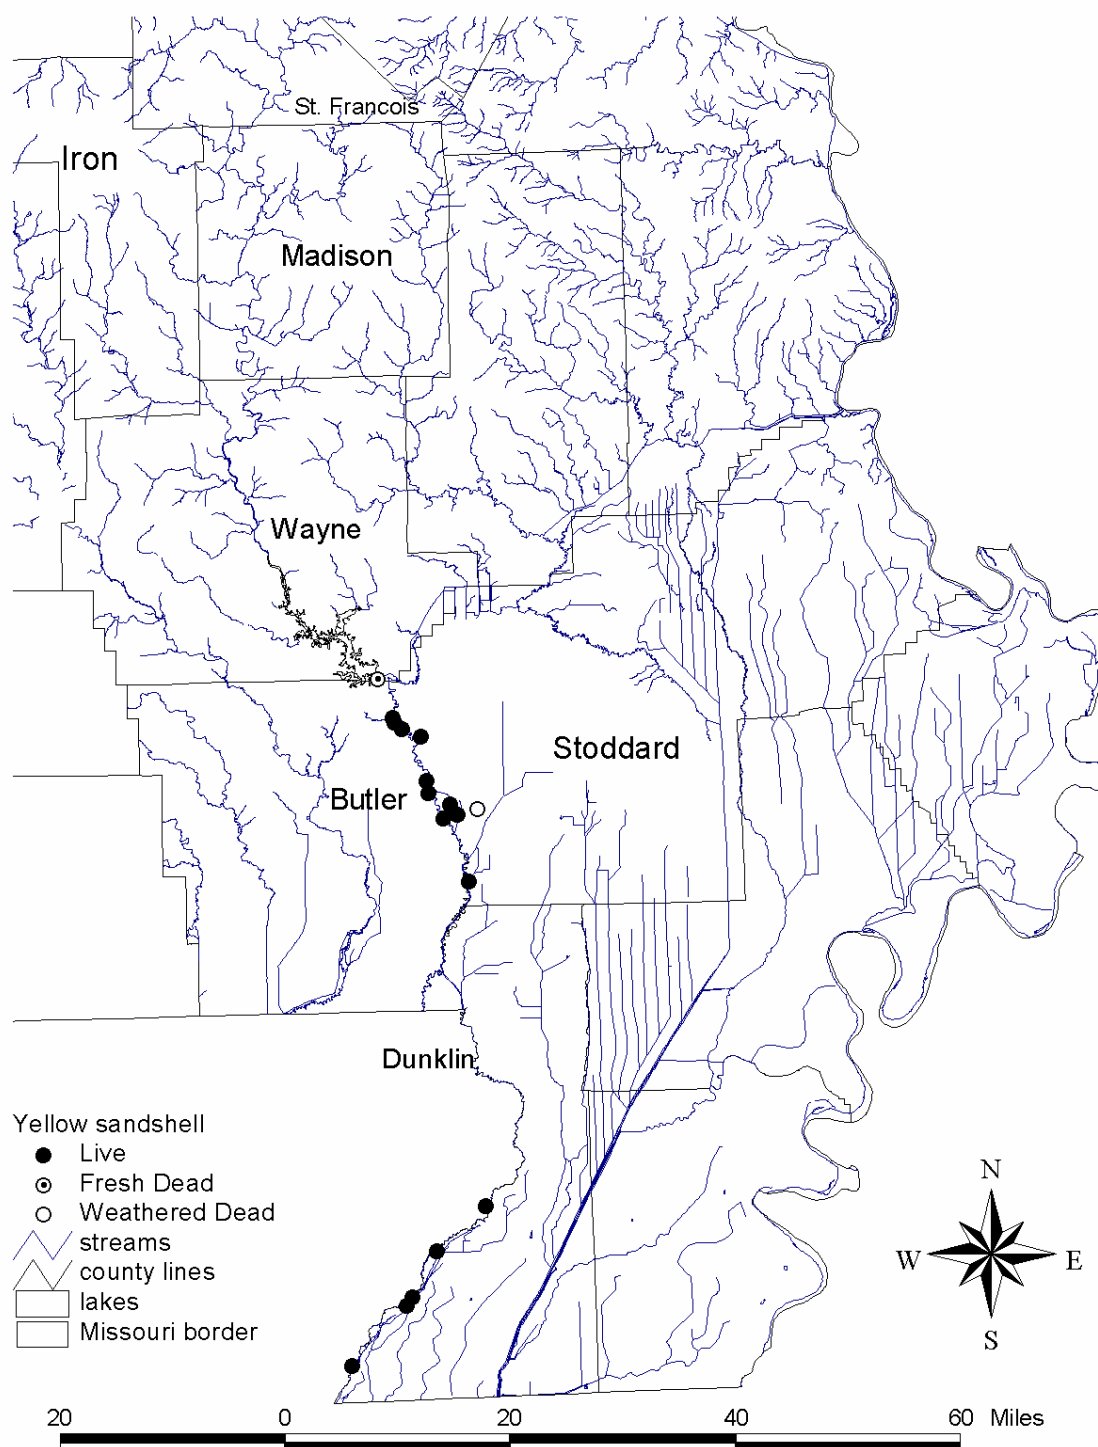 St. Francois
Iron
Madison
Wayne
Stoddard
Butler
Dunklin
Yellow sandshell
Live
Fresh Dead
Weathered Dead
streams
county lines
lakes
Missouri border
N
W E
S
20 0 20 40 60 Miles